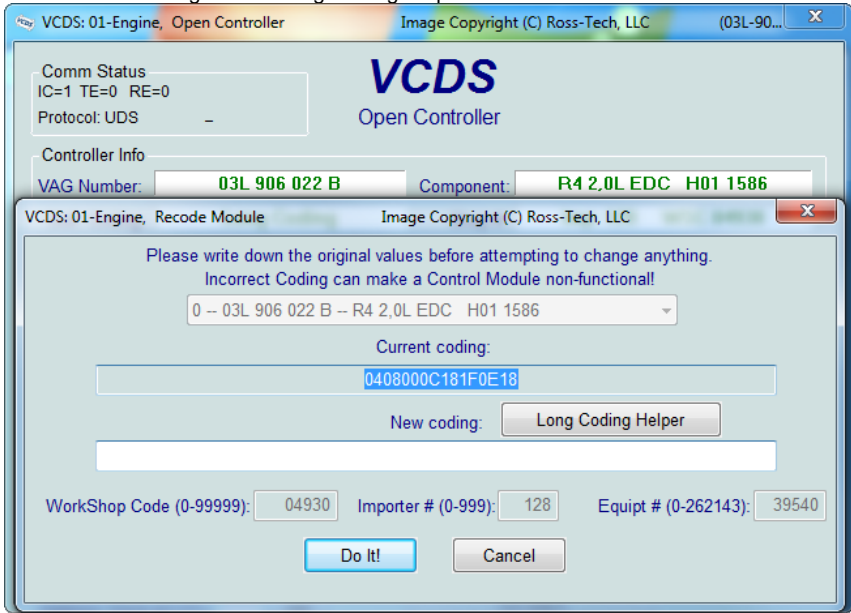 VCDS: 01-Engine, Open Controller Image Copyright (C) Ross-Tech, LLC (03L-90... X
Comm Status
IC=1 TE=0 RE=0
Protocol: UDS
VCDS
Open Controller
Controller Info
VAG Number: 03L 906 022 B Component: R4 2,0L EDC H01 1586
VCDS: 01-Engine, Recode Module Image Copyright (C) Ross-Tech, LLC X
Please write down the original values before attempting to change anything.
Incorrect Coding can make a Control Module non-functional!
0 -- 03L 906 022 B -- R4 2,0L EDC H01 1586
Current coding:
0408000C181F0E18
New coding: Long Coding Helper
WorkShop Code (0-99999): 04930 Importer # (0-999): 128 Equipt # (0-262143): 39540
Do It! Cancel